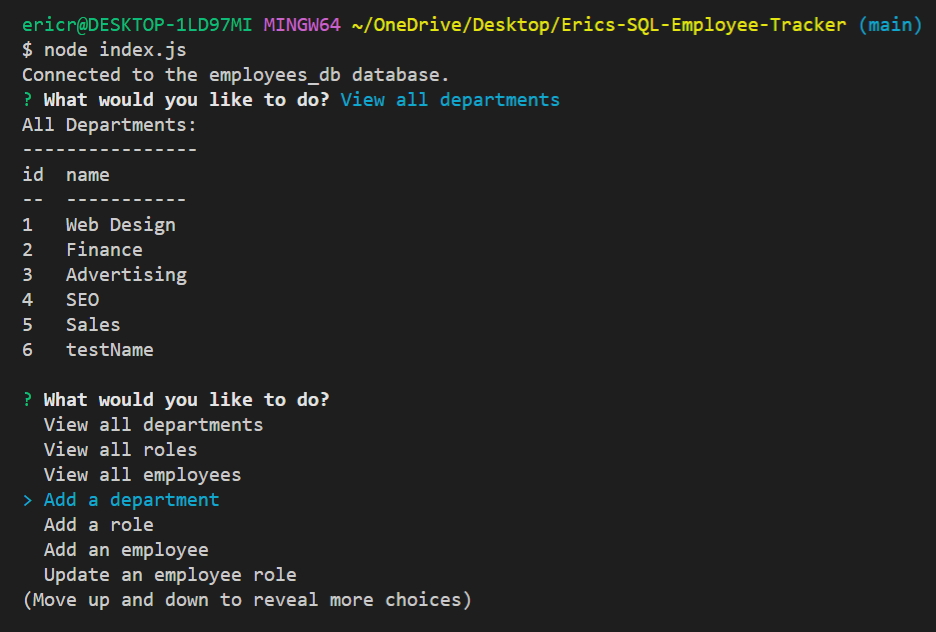 ericr@DESKTOP-1LD97MI MINGW64 ~/OneDrive/Desktop/Erics-SQL-Employee-Tracker (main)
$ node index.js
Connected to the employees_db database.
? What would you like to do? View all departments
All Departments:
----------------
id  name
--  -----------
1   Web Design
2   Finance
3   Advertising
4   SEO
5   Sales
6   testName

? What would you like to do?
  View all departments
  View all roles
  View all employees
> Add a department
  Add a role
  Add an employee
  Update an employee role
(Move up and down to reveal more choices)